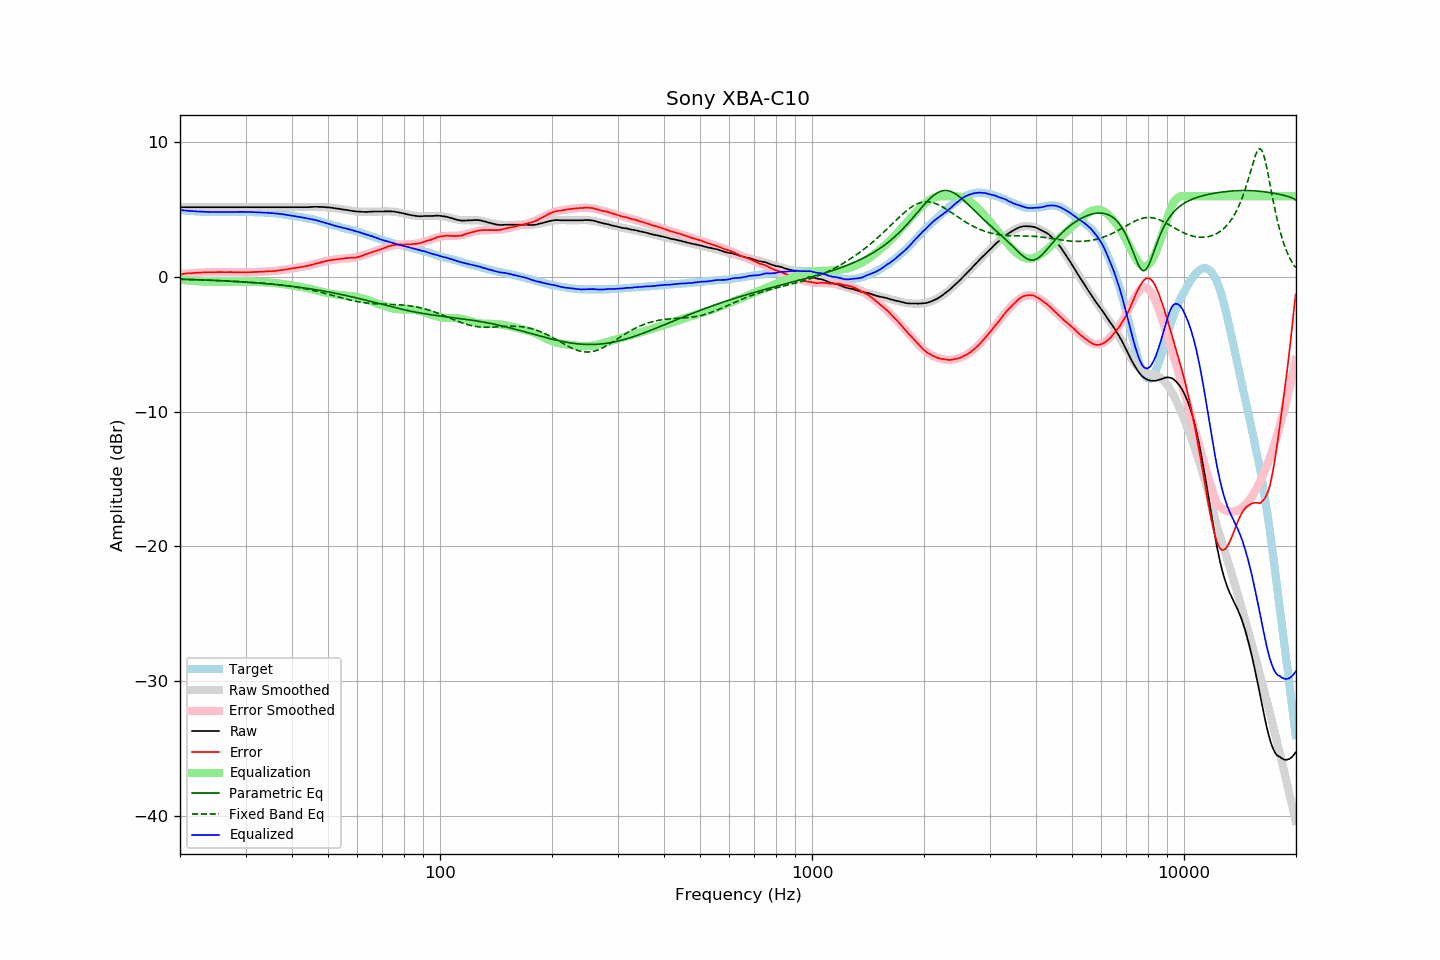 Sony XBA-C10
Amplitude (dBr)
10
0
−10
−20
−30
−40
Target
Raw Smoothed
Error Smoothed
Raw
Error
Equalization
Parametric Eq
Fixed Band Eq
Equalized
100
1000
10000
Frequency (Hz)